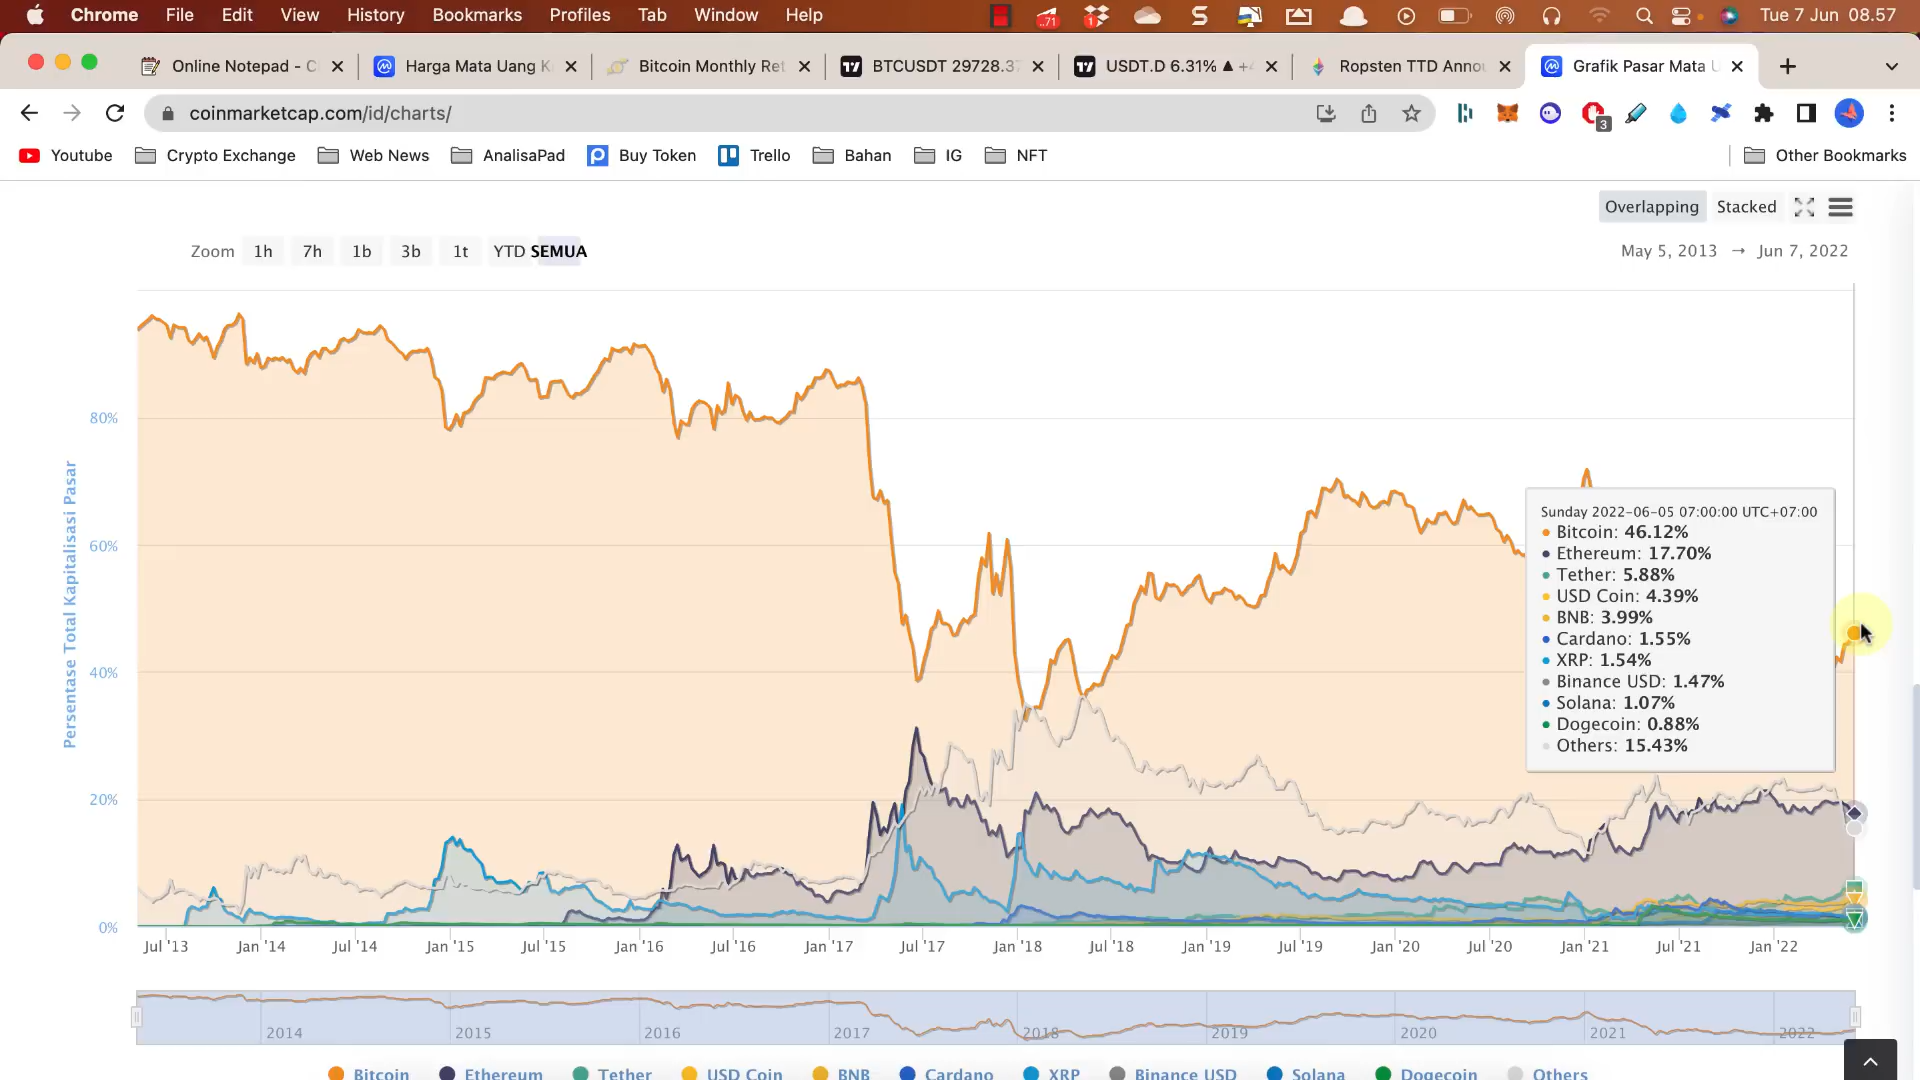 Chrome File Edit View History Bookmarks Profiles Tab Window Help Tue 7 Jun 08.57
Online Notepad - Harga Mata Uang Bitcoin Monthly Ret BTCUSDT 29728.3 USDT.D 6.31% ▲ Ropsten TTD Annou Grafik Pasar Mata U
coinmarketcap.com/id/charts/ 3
Youtube Crypto Exchange Web News AnalisaPad Buy Token Trello Bahan IG NFT Other Bookmarks
Overlapping Stacked
Zoom 1h 7h 1b 3b 1t YTD SEMUA May 5, 2013 → Jun 7, 2022
Persentase Total Kapitalisasi Pasar
80%
60%
40%
20%
0%
Sunday 2022-06-05 07:00:00 UTC+07:00
Bitcoin: 46.12%
Ethereum: 17.70%
Tether: 5.88%
USD Coin: 4.39%
BNB: 3.99%
Cardano: 1.55%
XRP: 1.54%
Binance USD: 1.47%
Solana: 1.07%
Dogecoin: 0.88%
Others: 15.43%
Jul '13 Jan '14 Jul '14 Jan '15 Jul '15 Jan '16 Jul '16 Jan '17 Jul '17 Jan '18 Jul '18 Jan '19 Jul '19 Jan '20 Jul '20 Jan '21 Jul '21 Jan '22
2014 2015 2016 2017 2018 2019 2020 2021 2022
Bitcoin Ethereum Tether USD Coin BNB Cardano XRP Binance USD Solana Dogecoin Others